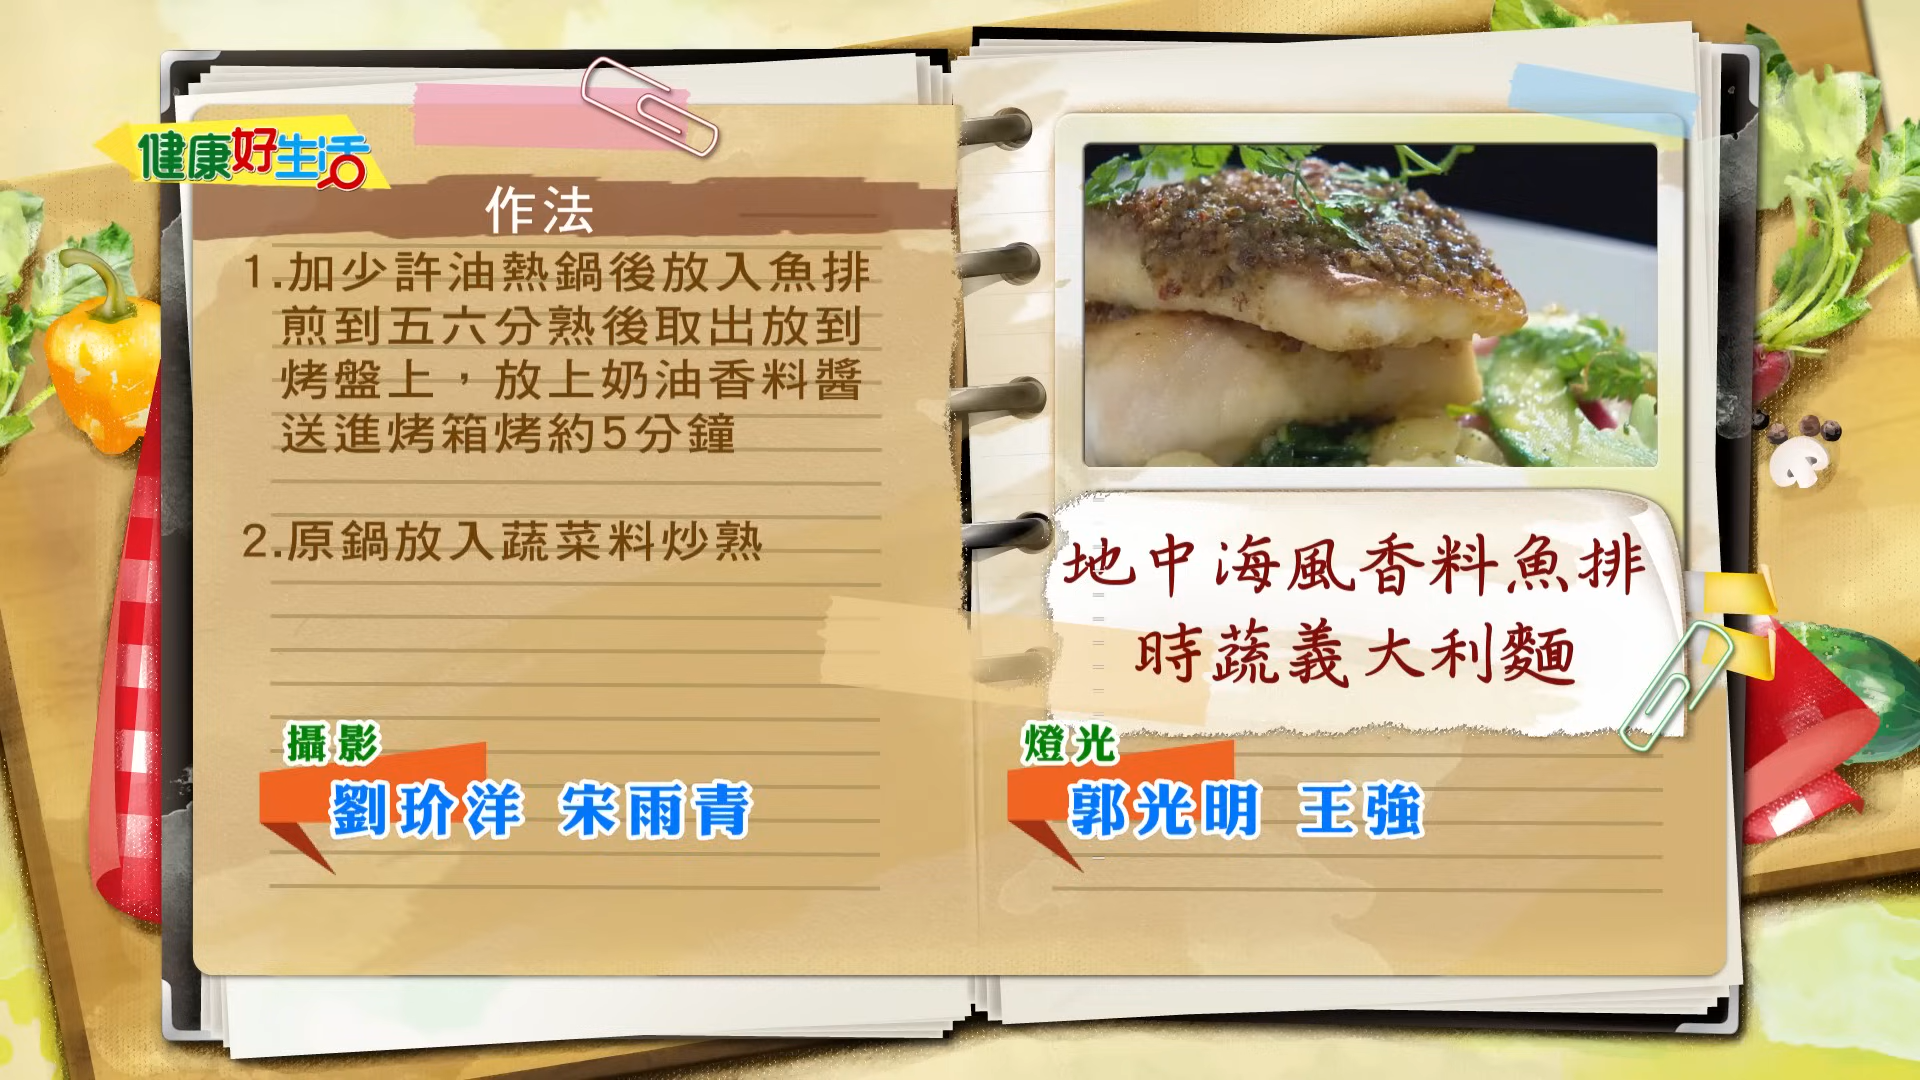 健康好生活
作法
1.加少許油熱鍋後放入魚排
煎到五六分熟後取出放到
烤盤上，放上奶油香料醬
送進烤箱烤約5分鐘
2.原鍋放入蔬菜料炒熟
地中海風香料魚排
時蔬義大利麵
攝影
劉玠洋 宋雨青
燈光
郭光明 王強